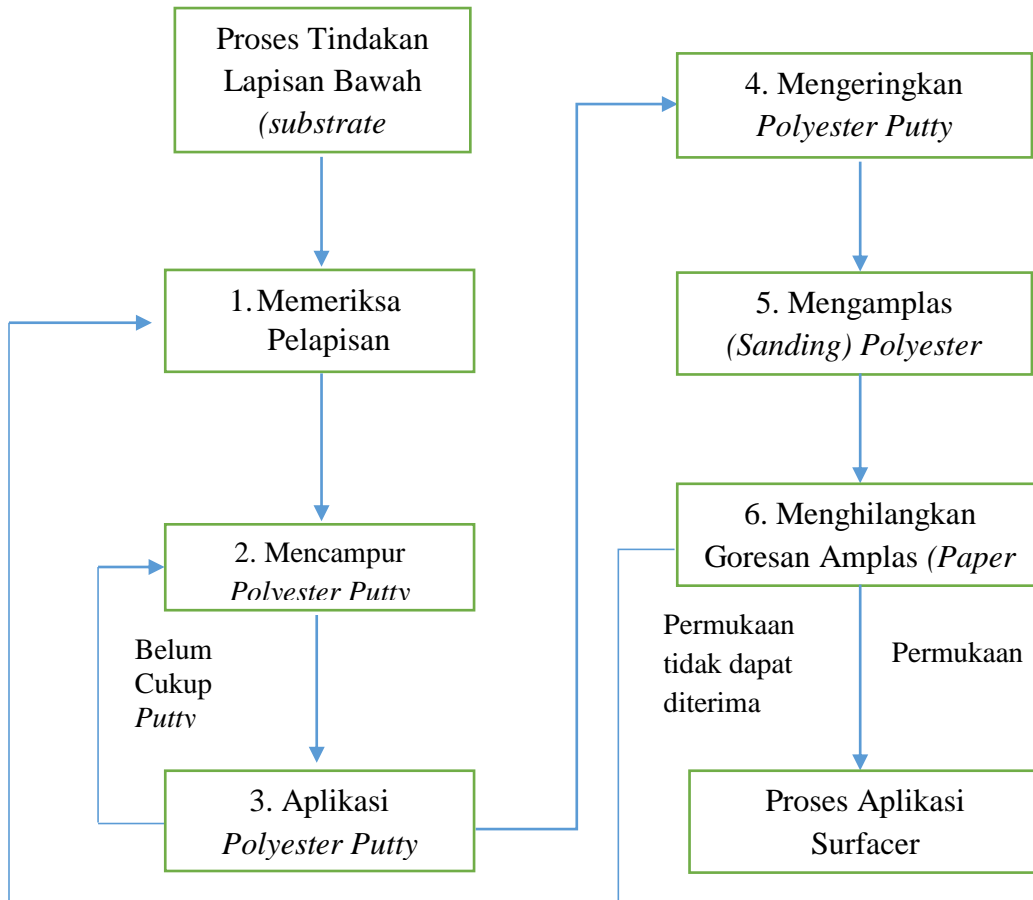 Proses Tindakan
Lapisan Bawah
(substrate
1. Memeriksa
Pelapisan
2. Mencampur
Polyester Putty
Belum
Cukup
Putty
3. Aplikasi
Polyester Putty
4. Mengeringkan
Polyester Putty
5. Mengamplas
(Sanding) Polyester
6. Menghilangkan
Goresan Amplas (Paper
Permukaan
tidak dapat
diterima
Permukaan
Proses Aplikasi
Surfacer